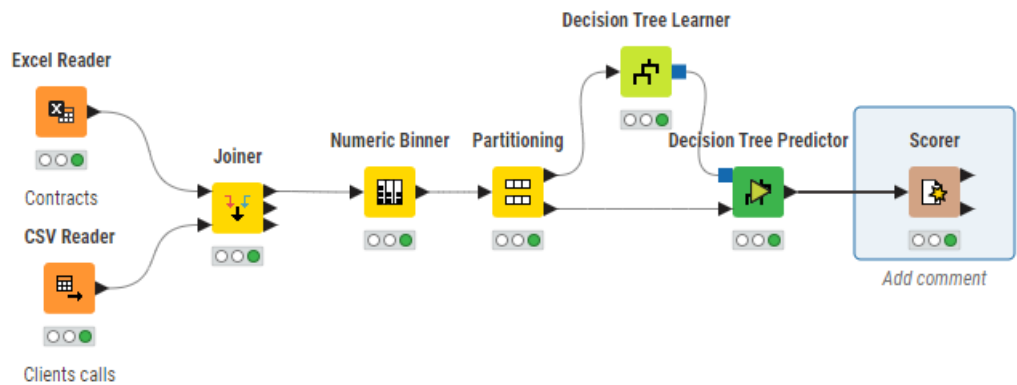 Decision Tree Learner
Excel Reader
Contracts
CSV Reader
Clients calls
Joiner
Numeric Binner
Partitioning
Decision Tree Predictor
Scorer
Add comment